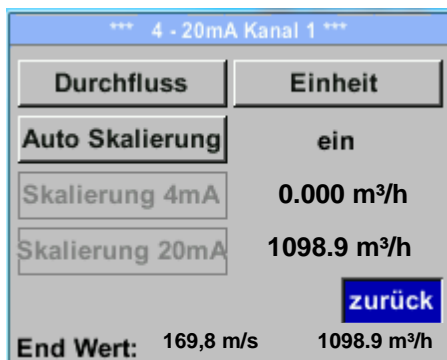 *** 4 - 20mA Kanal 1 ***
Durchfluss Einheit
Auto Skalierung ein
Skalierung 4mA 0.000 m³/h
Skalierung 20mA 1098.9 m³/h
zurück
End Wert: 169,8 m/s 1098.9 m³/h